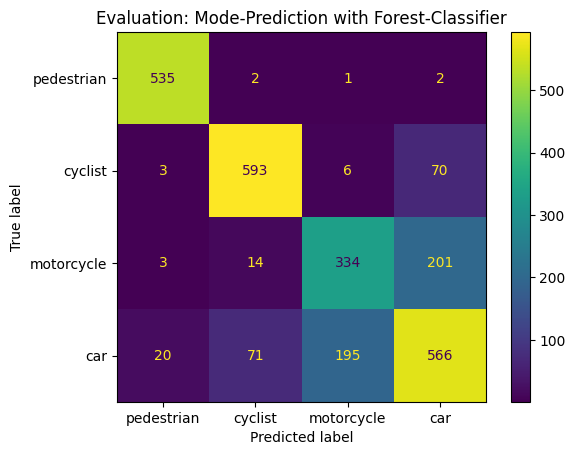 Evaluation: Mode-Prediction with Forest-Classifier
True label
pedestrian 535 2 1 2
cyclist 3 593 6 70
motorcycle 3 14 334 201
car 20 71 195 566
pedestrian cyclist motorcycle car
Predicted label
500
400
300
200
100